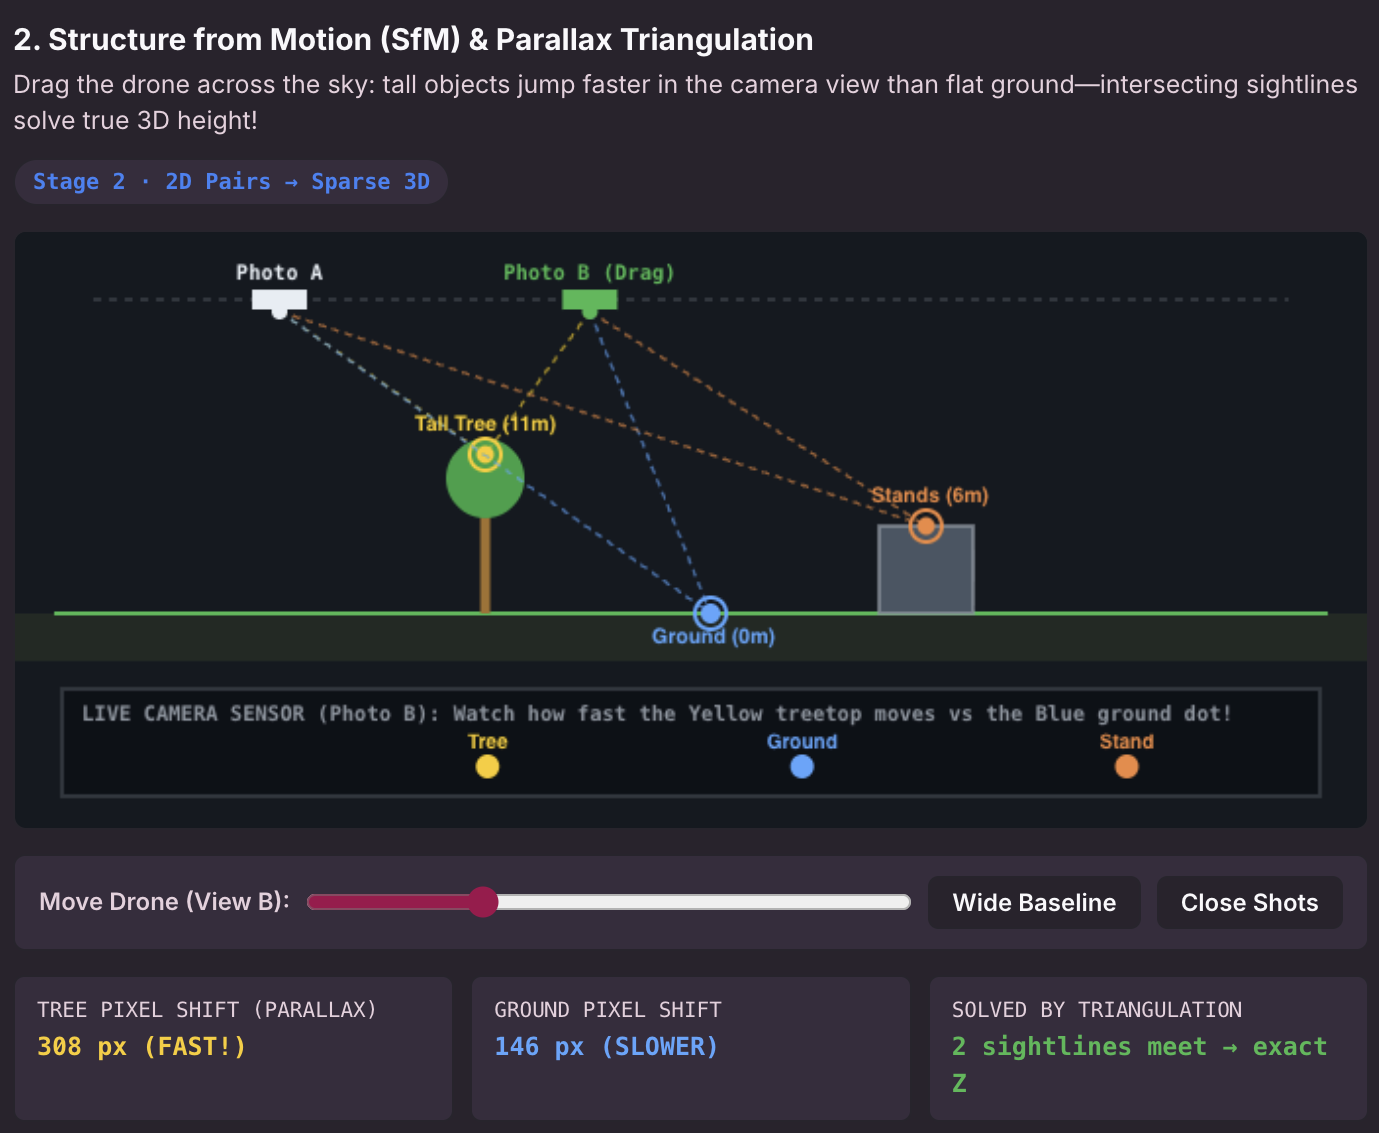 2. Structure from Motion (SfM) & Parallax Triangulation
Drag the drone across the sky: tall objects jump faster in the camera view than flat ground—intersecting sightlines
solve true 3D height!
Stage 2 · 2D Pairs → Sparse 3D
Photo A
Photo B (Drag)
Tall Tree (11m)
Stands (6m)
Ground (0m)
LIVE CAMERA SENSOR (Photo B): Watch how fast the Yellow treetop moves vs the Blue ground dot!
Tree
Ground
Stand
Move Drone (View B):
Wide Baseline
Close Shots
TREE PIXEL SHIFT (PARALLAX)
308 px (FAST!)
GROUND PIXEL SHIFT
146 px (SLOWER)
SOLVED BY TRIANGULATION
2 sightlines meet → exact
Z